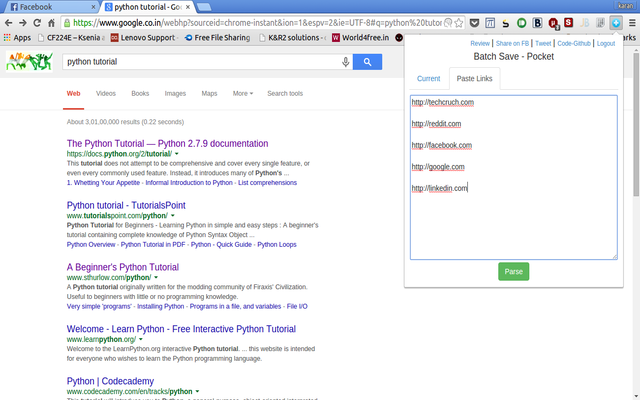 Facebook
python tutorial - Go
karan
https://www.google.co.in/webhp?sourceid=chrome-instant&ion=1&espv=2&ie=UTF-8#q=python%20tutor
Apps
CF224E – Knuxe
Lenovo Support
K&R2 solutions
World4free.in
python tutorial
Web
Videos
Books
Images
Maps
More
Search tools
About 3,01,00,000 results (0.22 seconds)
The Python Tutorial — Python 2.7.9 documentation
https://docs.python.org/2/tutorial/
This tutorial does not attempt to be comprehensive and cover every single feature, or
even every commonly used feature. Instead, it introduces many of Python's ...
1. Whetting Your Appetite - Informal Introduction to Python - List comprehensions
Python tutorial - TutorialsPoint
www.tutorialspoint.com/python/
Python Tutorial for Beginners - Learning Python in simple and easy steps : A beginner's
tutorial containing complete knowledge of Python Syntax Object ...
Python Overview - Python Tutorial in PDF - Python - Quick Guide - Python Loops
A Beginner's Python Tutorial
www.sthurlow.com/python/
A Python tutorial originally written for the modding community of Firaxis' Civilization.
Useful to beginners with little or no programming knowledge.
Very simple 'programs' - Installing Python - Programs in a file, and variables - File I/O
Welcome - Learn Python - Free Interactive Python Tutorial
www.learnpython.org/
Welcome to the LearnPython.org interactive Python tutorial. ... this website is intended
for everyone who wishes to learn the Python programming language.
Python | Codecademy
www.codecademy.com/en/tracks/python
Review | Share on FB | Tweet | Code-Github | Logout
Batch Save - Pocket
Current
Paste Links
http://techcruch.com
http://reddit.com
http://facebook.com
http://google.com
http://linkedin.com
Parse